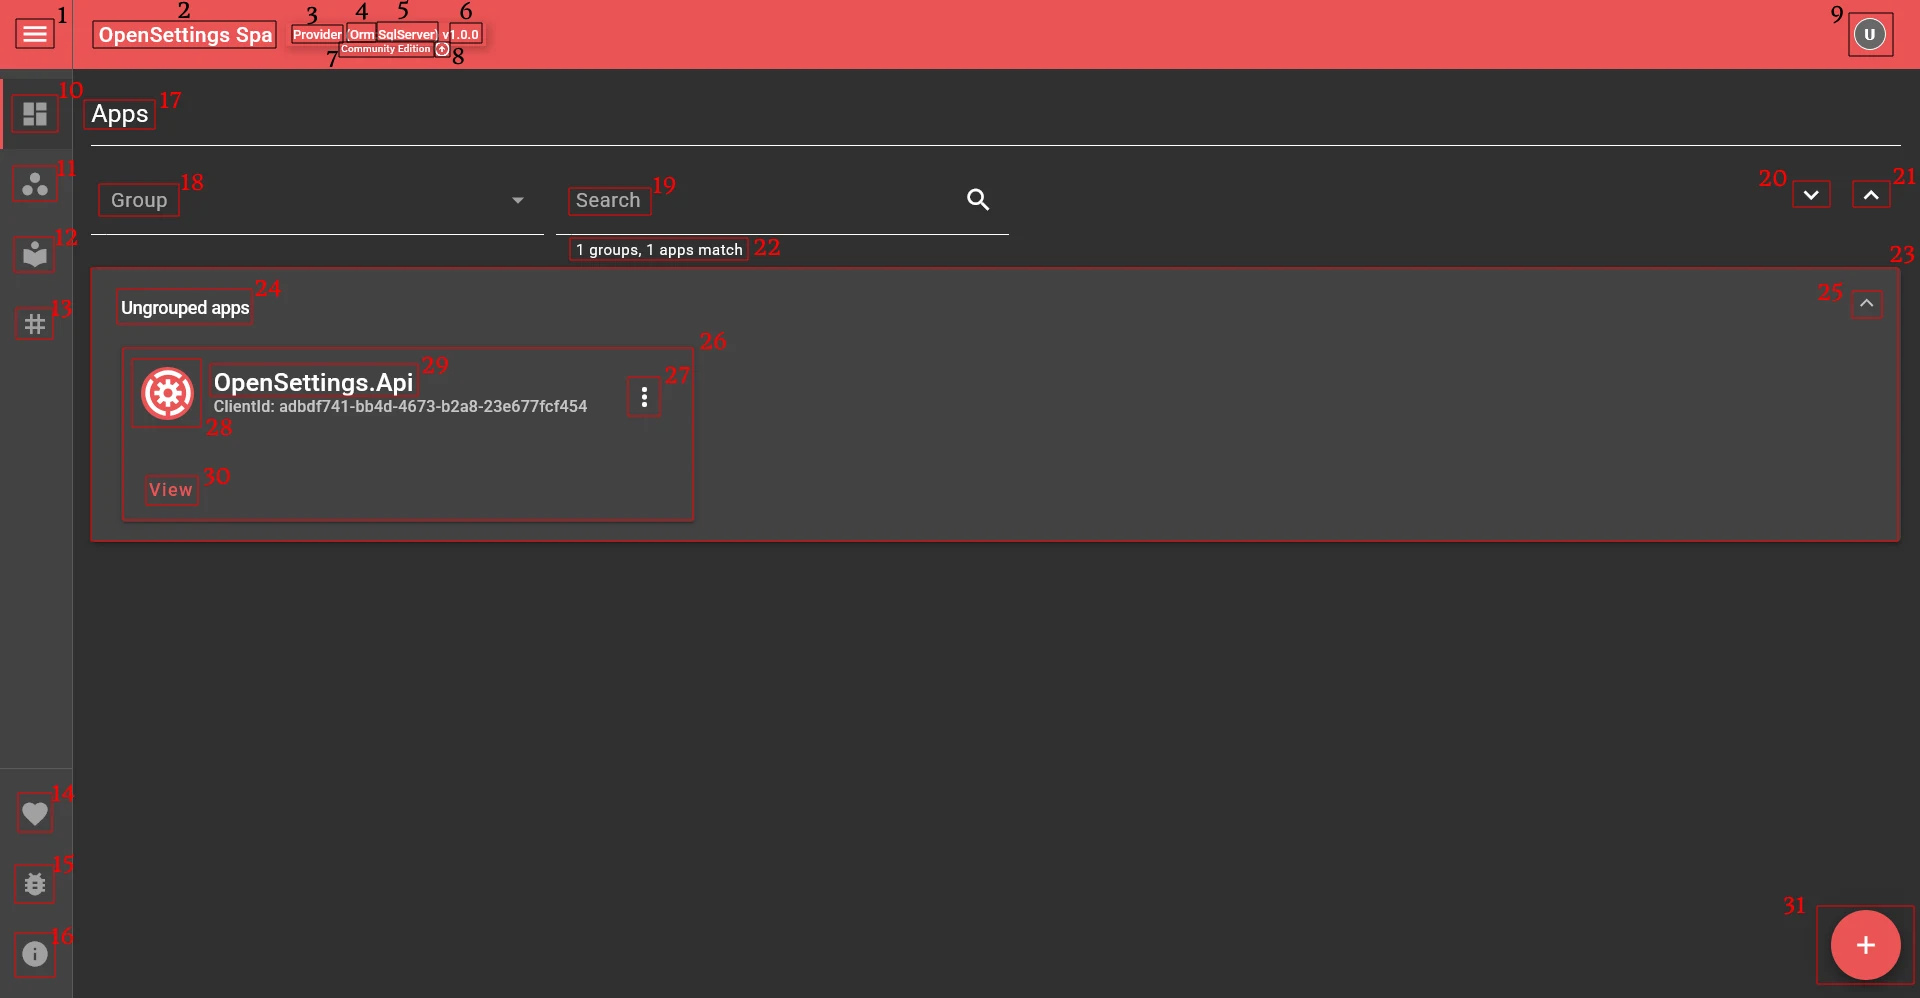 1
2
3
4
5
6
9
OpenSettings Spa
Provider (Orm SqlServer) v1.0.0
U
7
Community Edition
8
10
Apps
17
11
18
Group
19
Search
20
21
12
1 groups, 1 apps match
22
23
24
Ungrouped apps
25
13
26
29
OpenSettings.Api
27
ClientId: adbdf741-bb4d-4673-b2a8-23e677fcf454
28
30
View
14
15
31
16